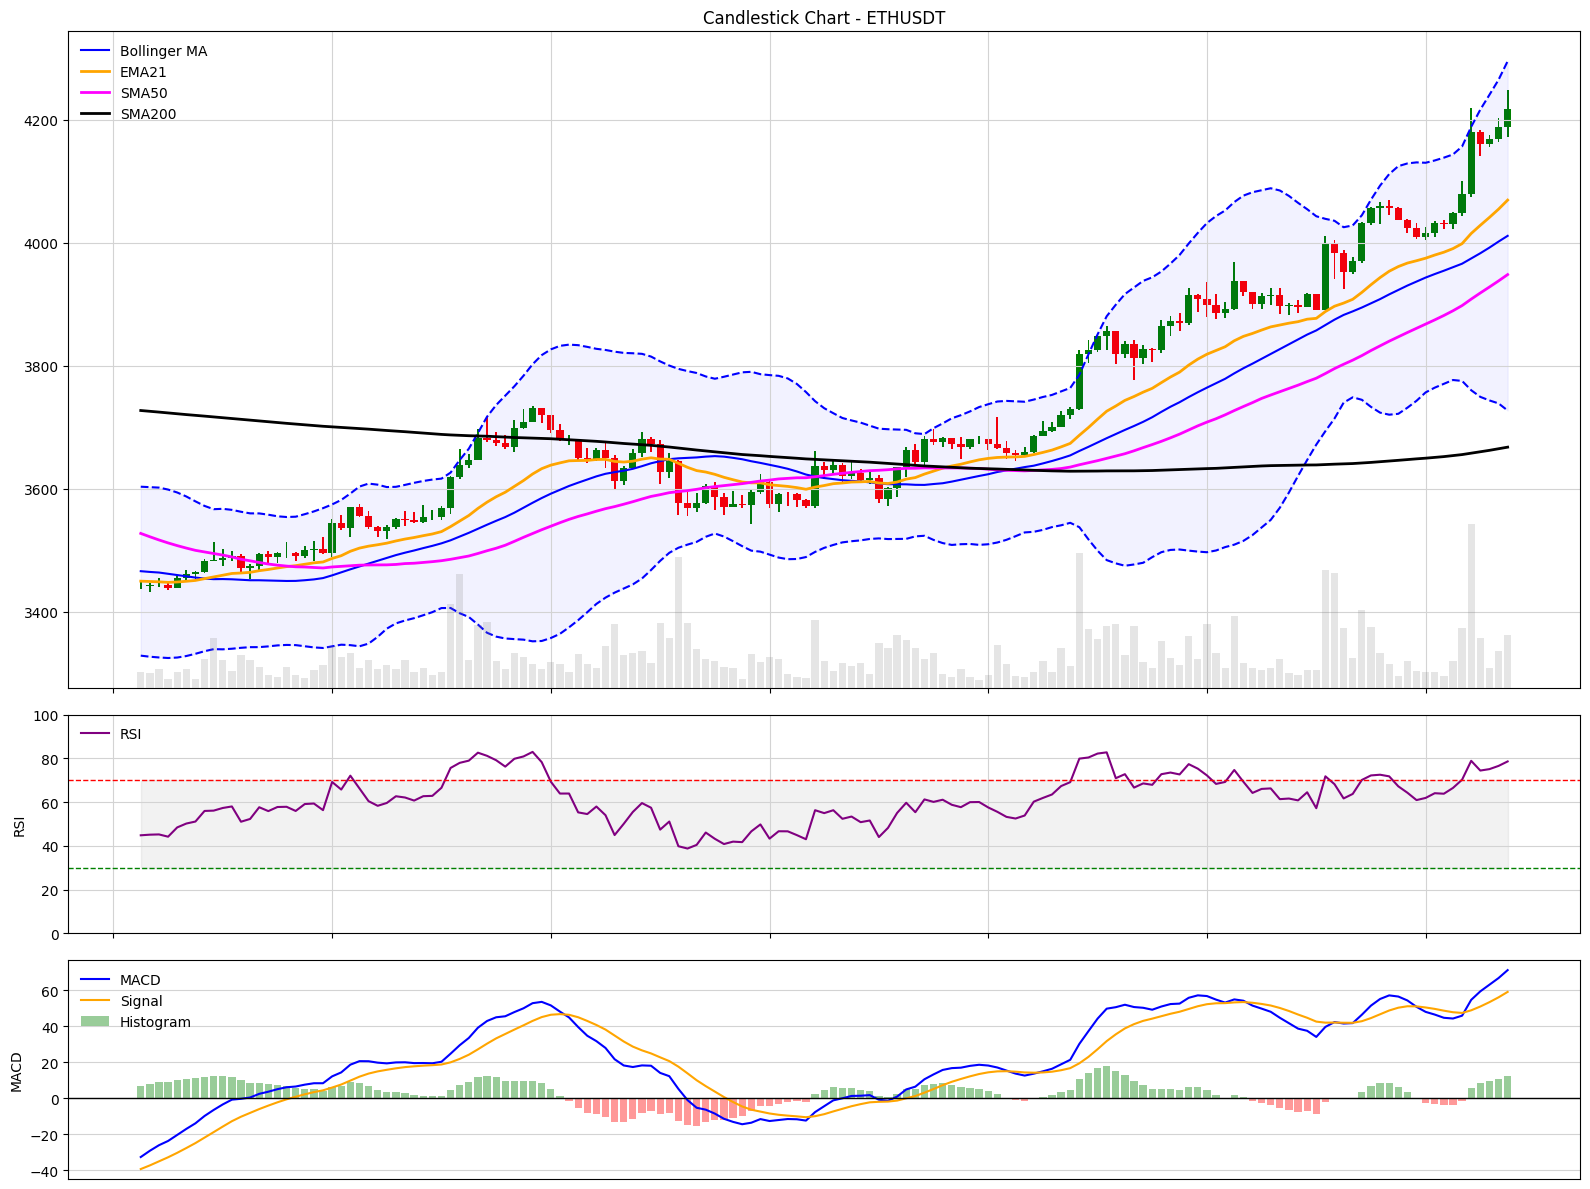 Candlestick Chart - ETHUSDT
Bollinger MA
EMA21
SMA50
SMA200
4200
4000
3800
3600
3400
RSI
100
80
60
40
20
0
RSI
MACD
Signal
Histogram
60
40
20
0
−20
−40
MACD